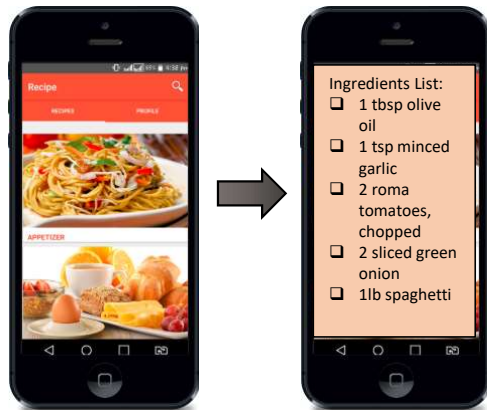 Recipe
RECIPES PROFILE
APPETIZER
Ingredients List:
❑ 1 tbsp olive
oil
❑ 1 tsp minced
garlic
❑ 2 roma
tomatoes,
chopped
❑ 2 sliced green
onion
❑ 1lb spaghetti